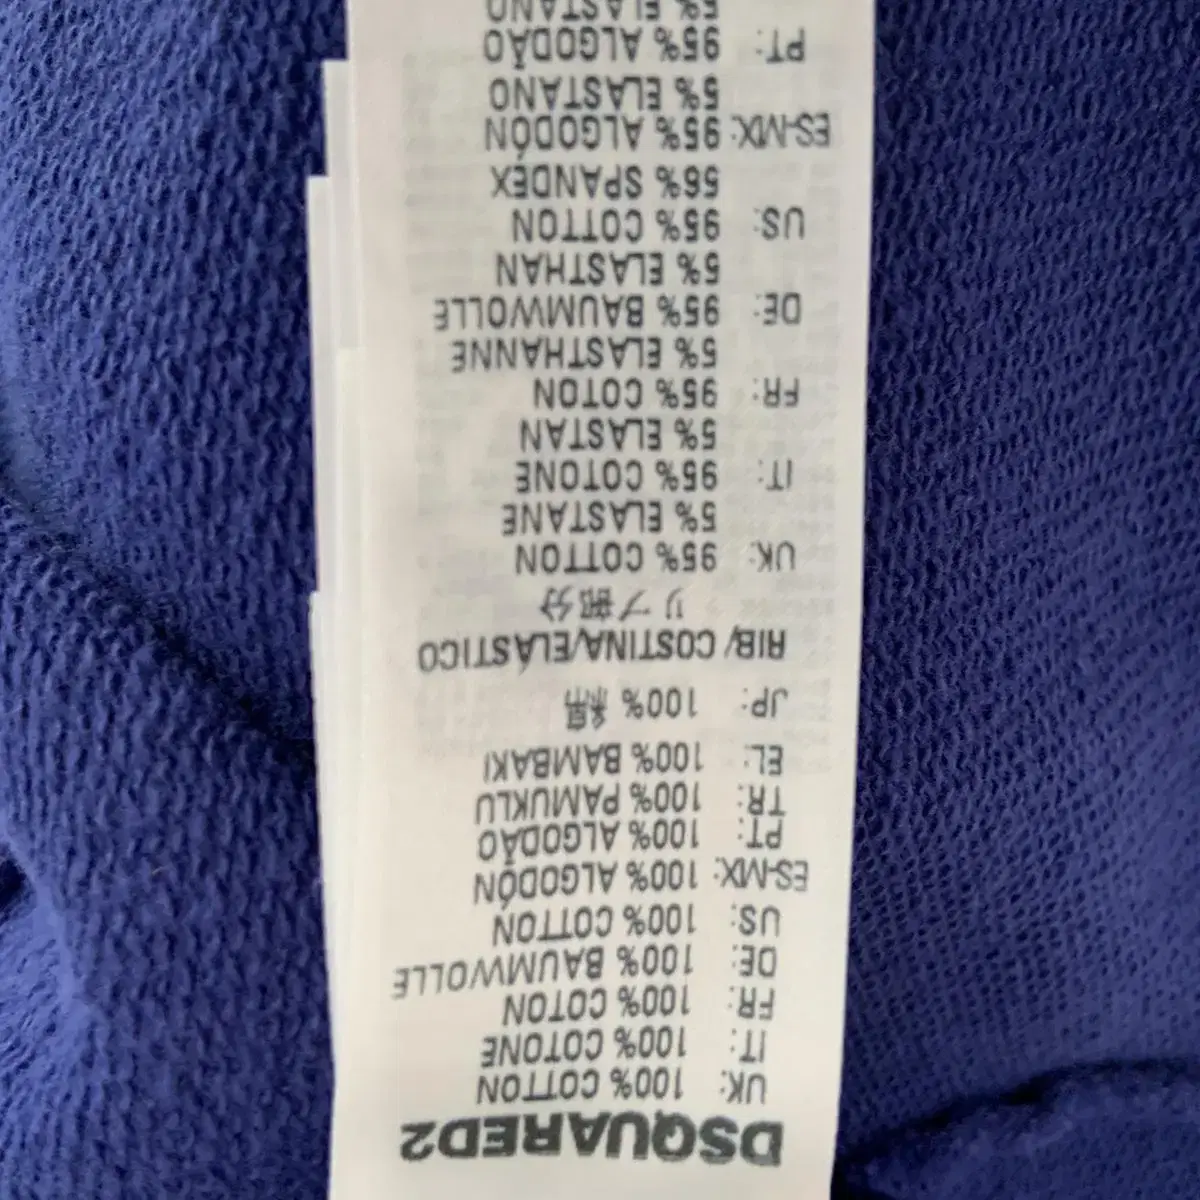 DSQUARED2
UK: 100% COTTON
IT: 100% COTONE
FR: 100% COTON
DE: 100% BAUMWOLLE
US: 100% COTTON
ES-MX: 100% ALGODÓN
PT: 100% ALGODÃO
TR: 100% PAMUKLU
EL: 100% BAMBAKI
JP: 100% 綿
RIB/COSTINA/ELÁSTICO
リブ部分
UK: 95% COTTON
5% ELASTANE
IT: 95% COTONE
5% ELASTAN
FR: 95% COTON
5% ELASTHANNE
DE: 95% BAUMWOLLE
5% ELASTHAN
US: 95% COTTON
56% SPANDEX
ES-MX: 95% ALGODÓN
5% ELASTANO
PT: 95% ALGODÃO
5% ELASTANO